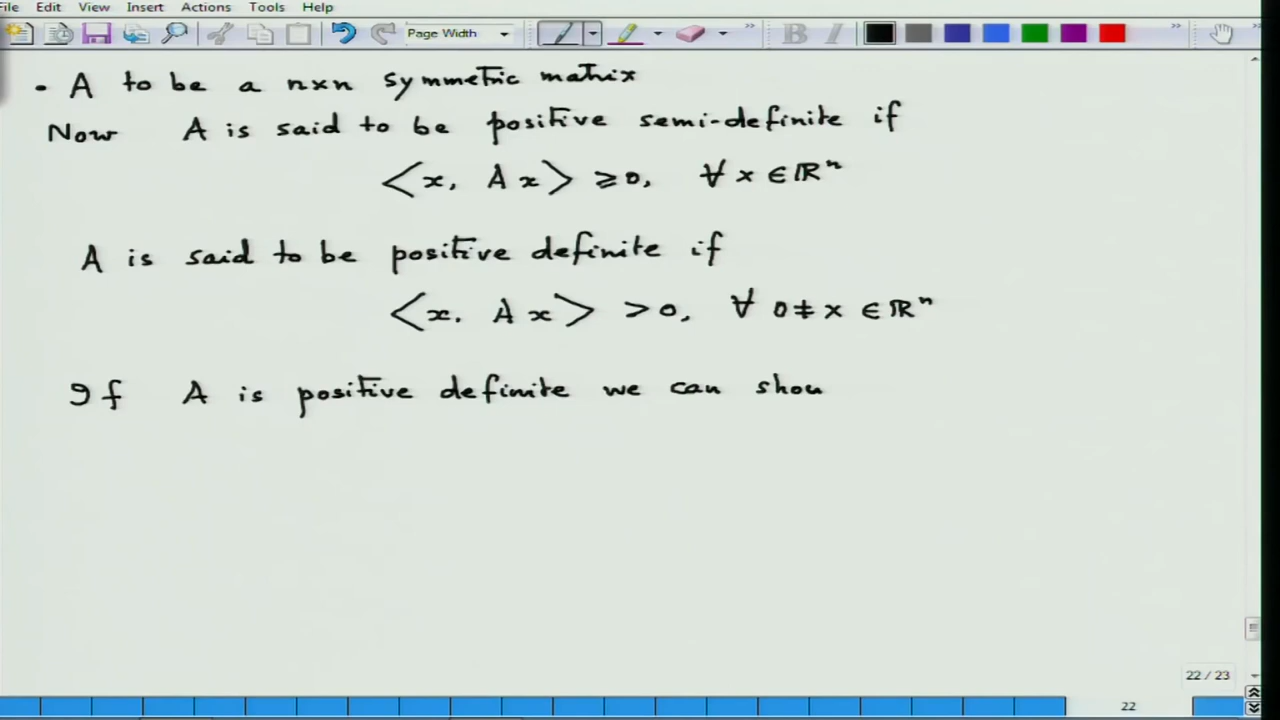 File Edit View Insert Actions Tools Help
Page Width
• A to be a n×n symmetric matrix
Now A is said to be positive semi-definite if
<x, Ax> ≥ 0, ∀ x ∈ ℝⁿ
A is said to be positive definite if
<x, Ax> > 0, ∀ 0 ≠ x ∈ ℝⁿ
If A is positive definite we can show
22 / 23
22